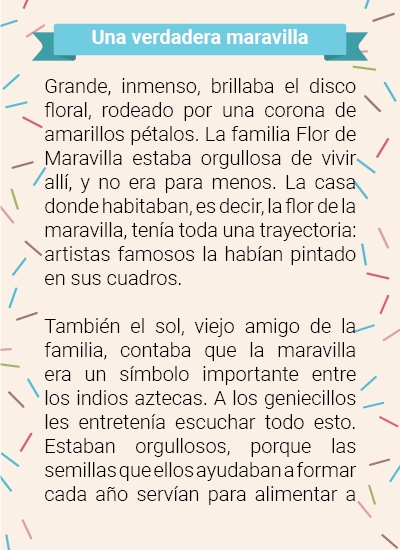 Una verdadera maravilla
Grande, inmenso, brillaba el disco
floral, rodeado por una corona de
amarillos pétalos. La familia Flor de
Maravilla estaba orgullosa de vivir
allí, y no era para menos. La casa
donde habitaban, es decir, la flor de la
maravilla, tenía toda una trayectoria:
artistas famosos la habían pintado
en sus cuadros.
También el sol, viejo amigo de la
familia, contaba que la maravilla
era un símbolo importante entre
los indios aztecas. A los geniecillos
les entretenía escuchar todo esto.
Estaban orgullosos, porque las
semillas que ellos ayudaban a formar
cada año servían para alimentar a